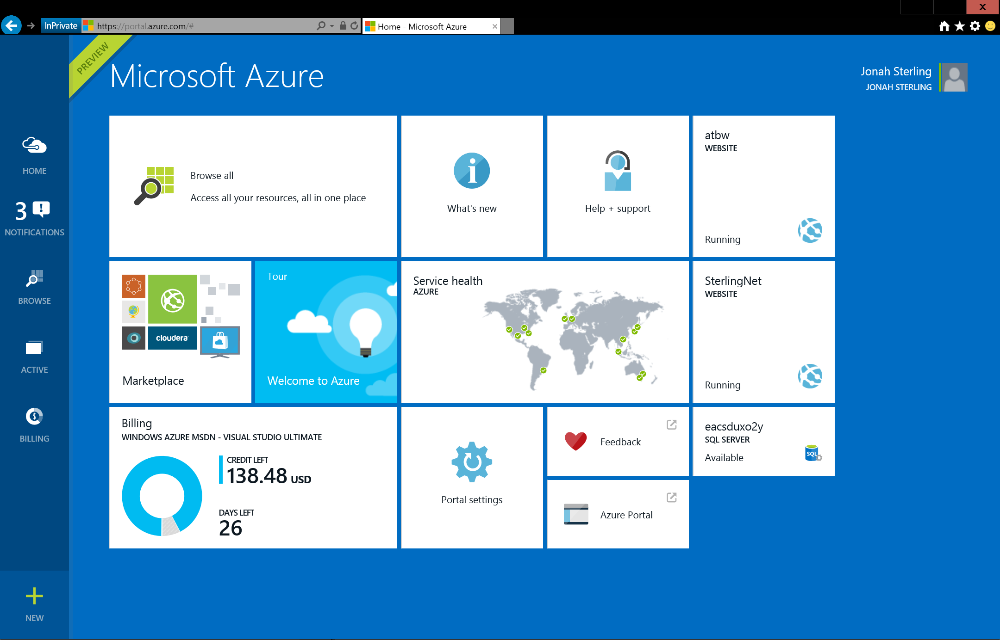 x
InPrivate
https://portal.azure.com/#
Home - Microsoft Azure
PREVIEW
Microsoft Azure
Jonah Sterling
JONAH STERLING
HOME
3
NOTIFICATIONS
BROWSE
ACTIVE
BILLING
NEW
Browse all
Access all your resources, all in one place
What's new
Help + support
atbw
WEBSITE
Running
cloudera
Marketplace
Tour
Welcome to Azure
Service health
AZURE
SterlingNet
WEBSITE
Running
Billing
WINDOWS AZURE MSDN - VISUAL STUDIO ULTIMATE
CREDIT LEFT
138.48 USD
DAYS LEFT
26
Portal settings
Feedback
Azure Portal
eacsduxo2y
SQL SERVER
Available
SQL